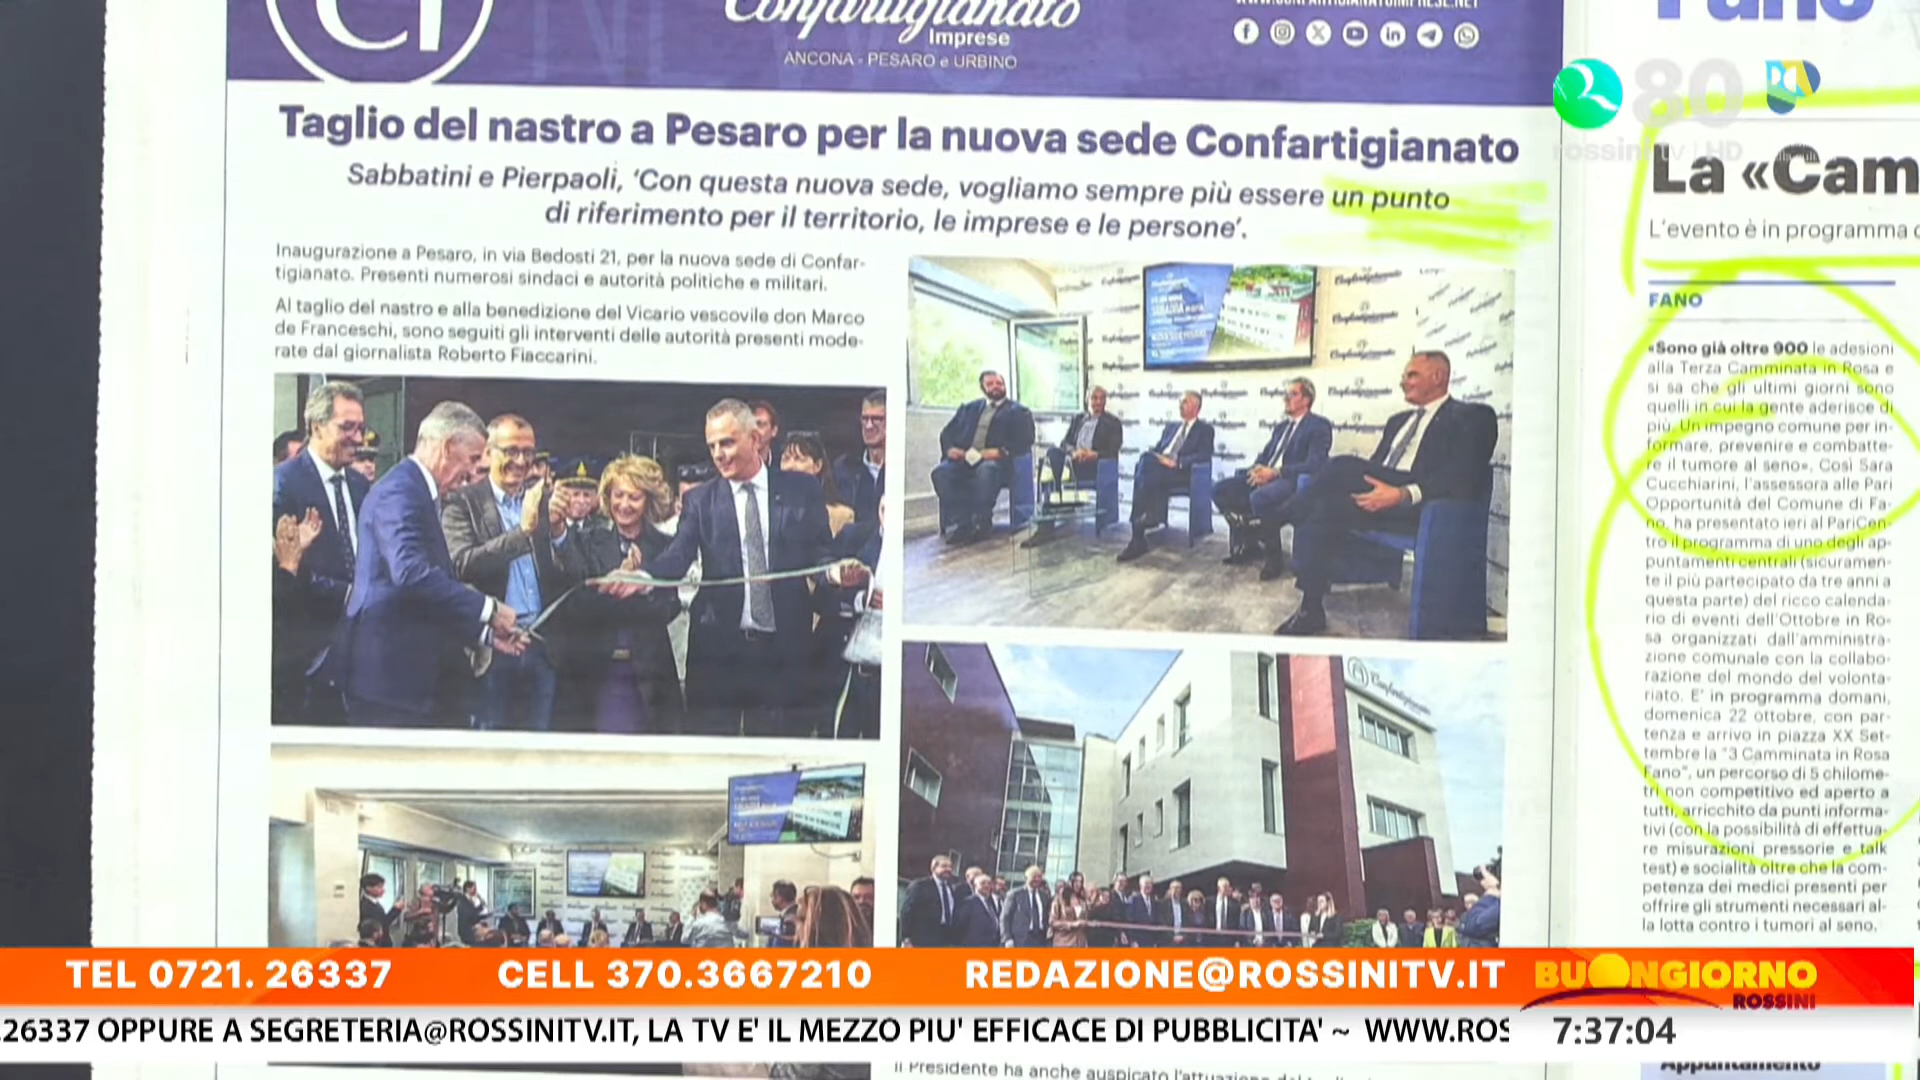 Confartigianato
Imprese
ANCONA - PESARO e URBINO
Taglio del nastro a Pesaro per la nuova sede Confartigianato
Sabbatini e Pierpaoli, ‘Con questa nuova sede, vogliamo sempre più essere un punto
di riferimento per il territorio, le imprese e le persone’.
Inaugurazione a Pesaro, in via Bedosti 21, per la nuova sede di Confar-
tigianato. Presenti numerosi sindaci e autorità politiche e militari.
Al taglio del nastro e alla benedizione del Vicario vescovile don Marco
de Franceschi, sono seguiti gli interventi delle autorità presenti mode-
rate dal giornalista Roberto Fiaccarini.
Il Presidente ha anche auspicato l'attuazione
Fano
80
rossini tv | HD
La «Cam
L'evento è in programma
FANO
«Sono già oltre 900 le adesioni
alla Terza Camminata in Rosa e
si sa che gli ultimi giorni sono
quelli in cui la gente aderisce di
più. Un impegno comune per in-
formare, prevenire e combatte-
re il tumore al seno». Così Sara
Cucchiarini, l'assessora alle Pari
Opportunità del Comune di Fa-
no, ha presentato ieri al PariCen-
tro il programma di uno degli ap-
puntamenti centrali (sicuramen-
te il più partecipato da tre anni a
questa parte) del ricco calenda-
rio di eventi dell'Ottobre in Ro-
sa organizzati dall'amministra-
zione comunale con la collabo-
razione del mondo del volonta-
riato. E' in programma domani,
domenica 22 ottobre, con par-
tenza e arrivo in piazza XX Set-
tembre la "3 Camminata in Rosa
Fano", un percorso di 5 chilome-
tri non competitivo ed aperto a
tutti, arricchito da punti informa-
tivi (con la possibilità di effettua-
re misurazioni pressorie e talk
test) e socialità oltre che la com-
petenza dei medici presenti per
offrire gli strumenti necessari al-
la lotta contro i tumori al seno.
Appuntamento
TEL 0721. 26337 CELL 370.3667210 REDAZIONE@ROSSINITV.IT
BUONGIORNO
ROSSINI
.26337 OPPURE A SEGRETERIA@ROSSINITV.IT, LA TV E' IL MEZZO PIU' EFFICACE DI PUBBLICITA' ~ WWW.ROS
7:37:04